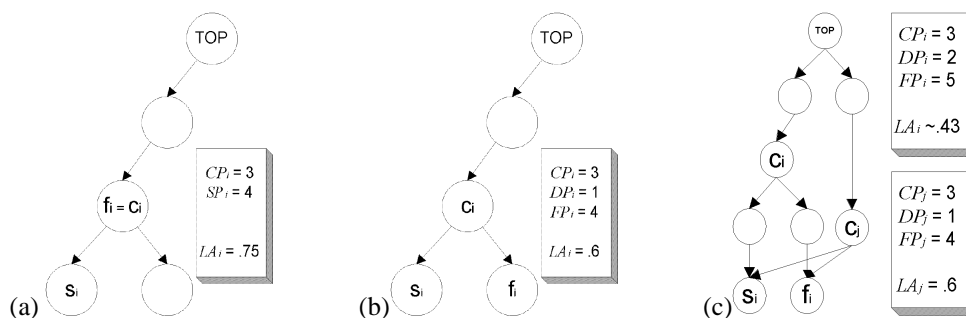 (a)
TOP
fi = ci
si
CPi = 3
SPi = 4
LAi = .75
(b)
TOP
ci
si
fi
CPi = 3
DPi = 1
FPi = 4
LAi = .6
(c)
TOP
ci
cj
si
fi
CPi = 3
DPi = 2
FPi = 5
LAi ~.43
CPj = 3
DPj = 1
FPj = 4
LAj = .6